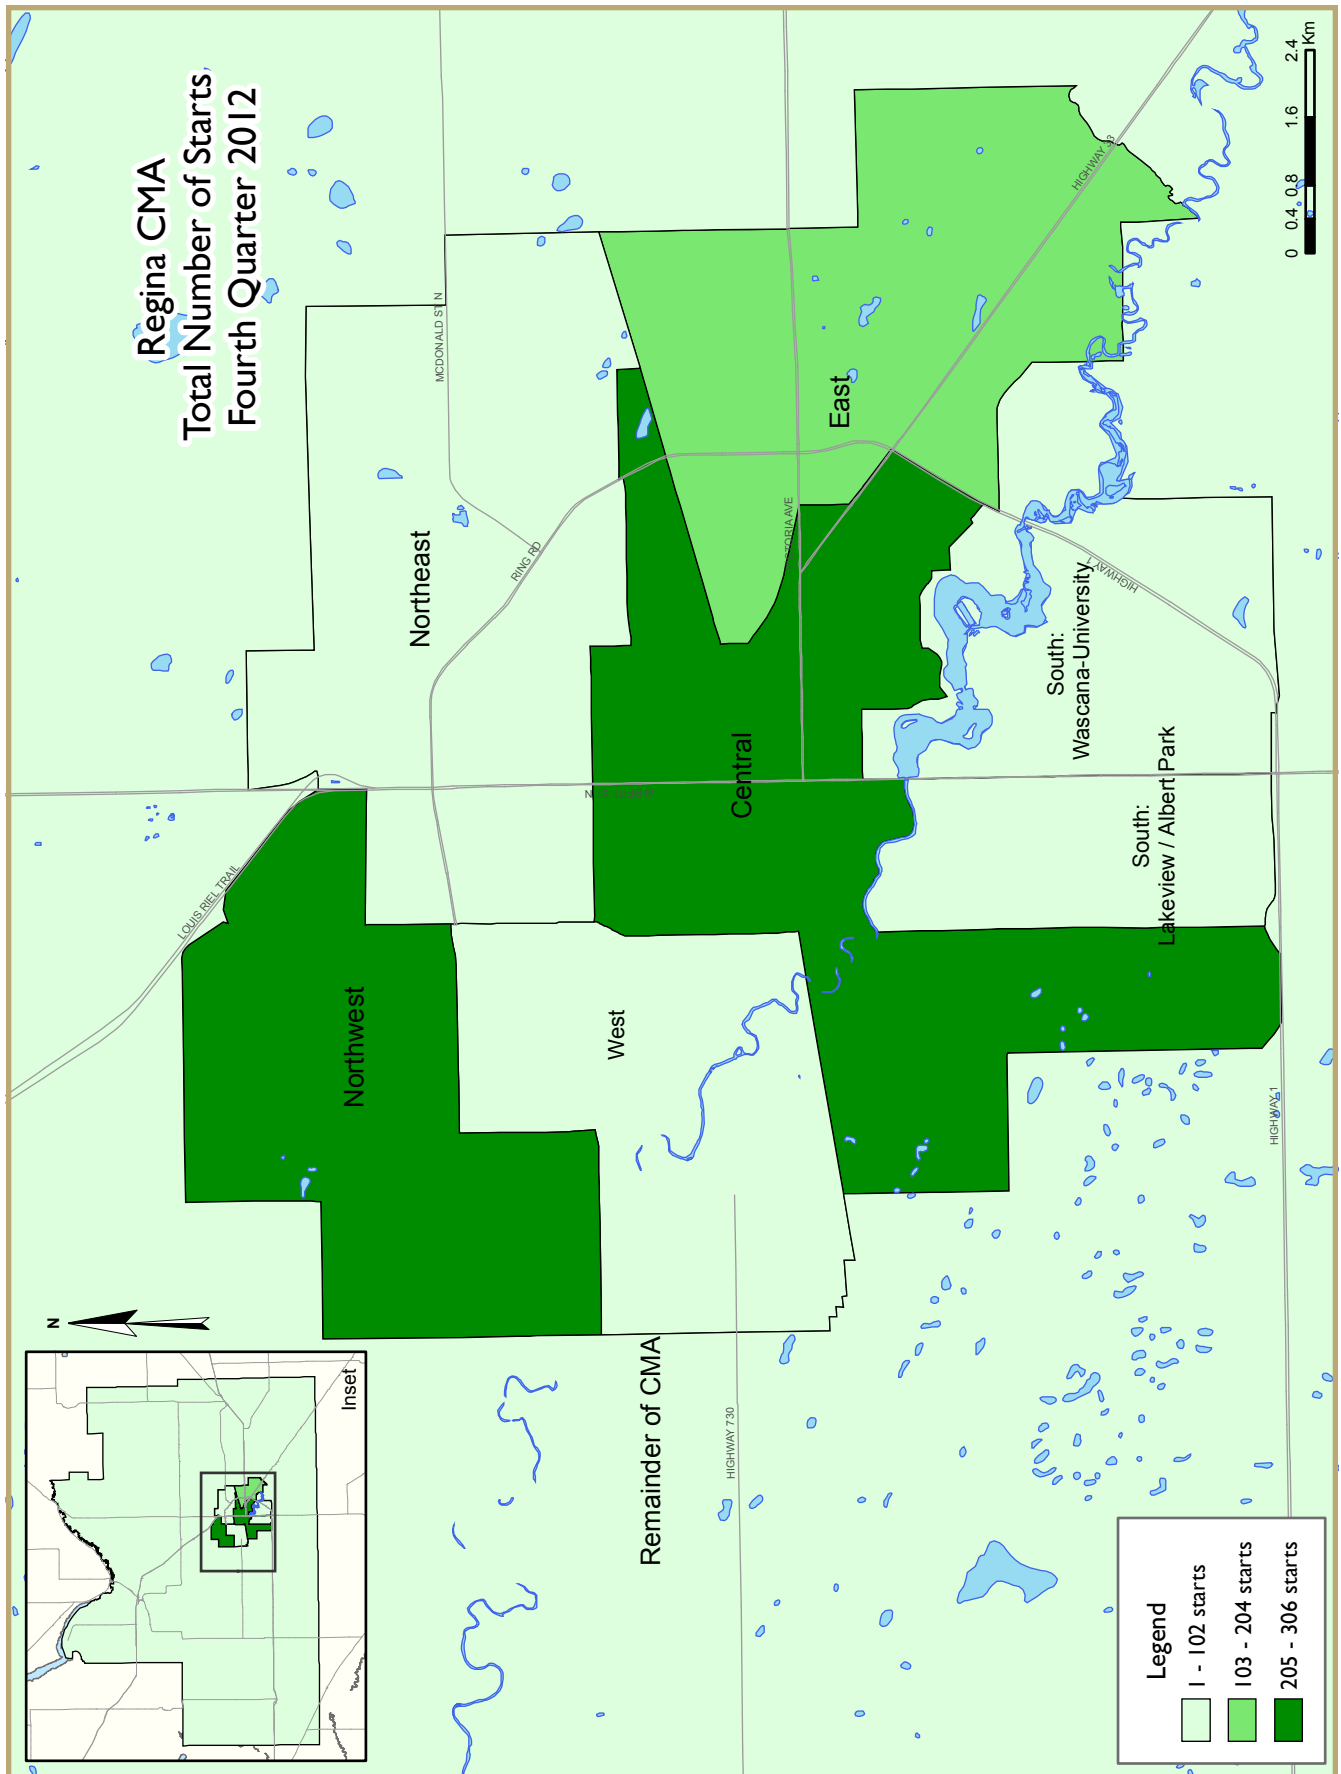 Regina CMA
Total Number of Starts,
Fourth Quarter 2012
N
Inset
LOUIS RIEL TRAIL
MCDONALD ST N
RING RD
Northeast
Northwest
West
Central
East
HIGHWAY 33
HIGHWAY 1
South:
Wascana-University
South:
Lakeview / Albert Park
Remainder of CMA
HIGHWAY 730
HIGHWAY 1
Legend
1 - 102 starts
103 - 204 starts
205 - 306 starts
0 0.4 0.8 1.6 2.4
Km